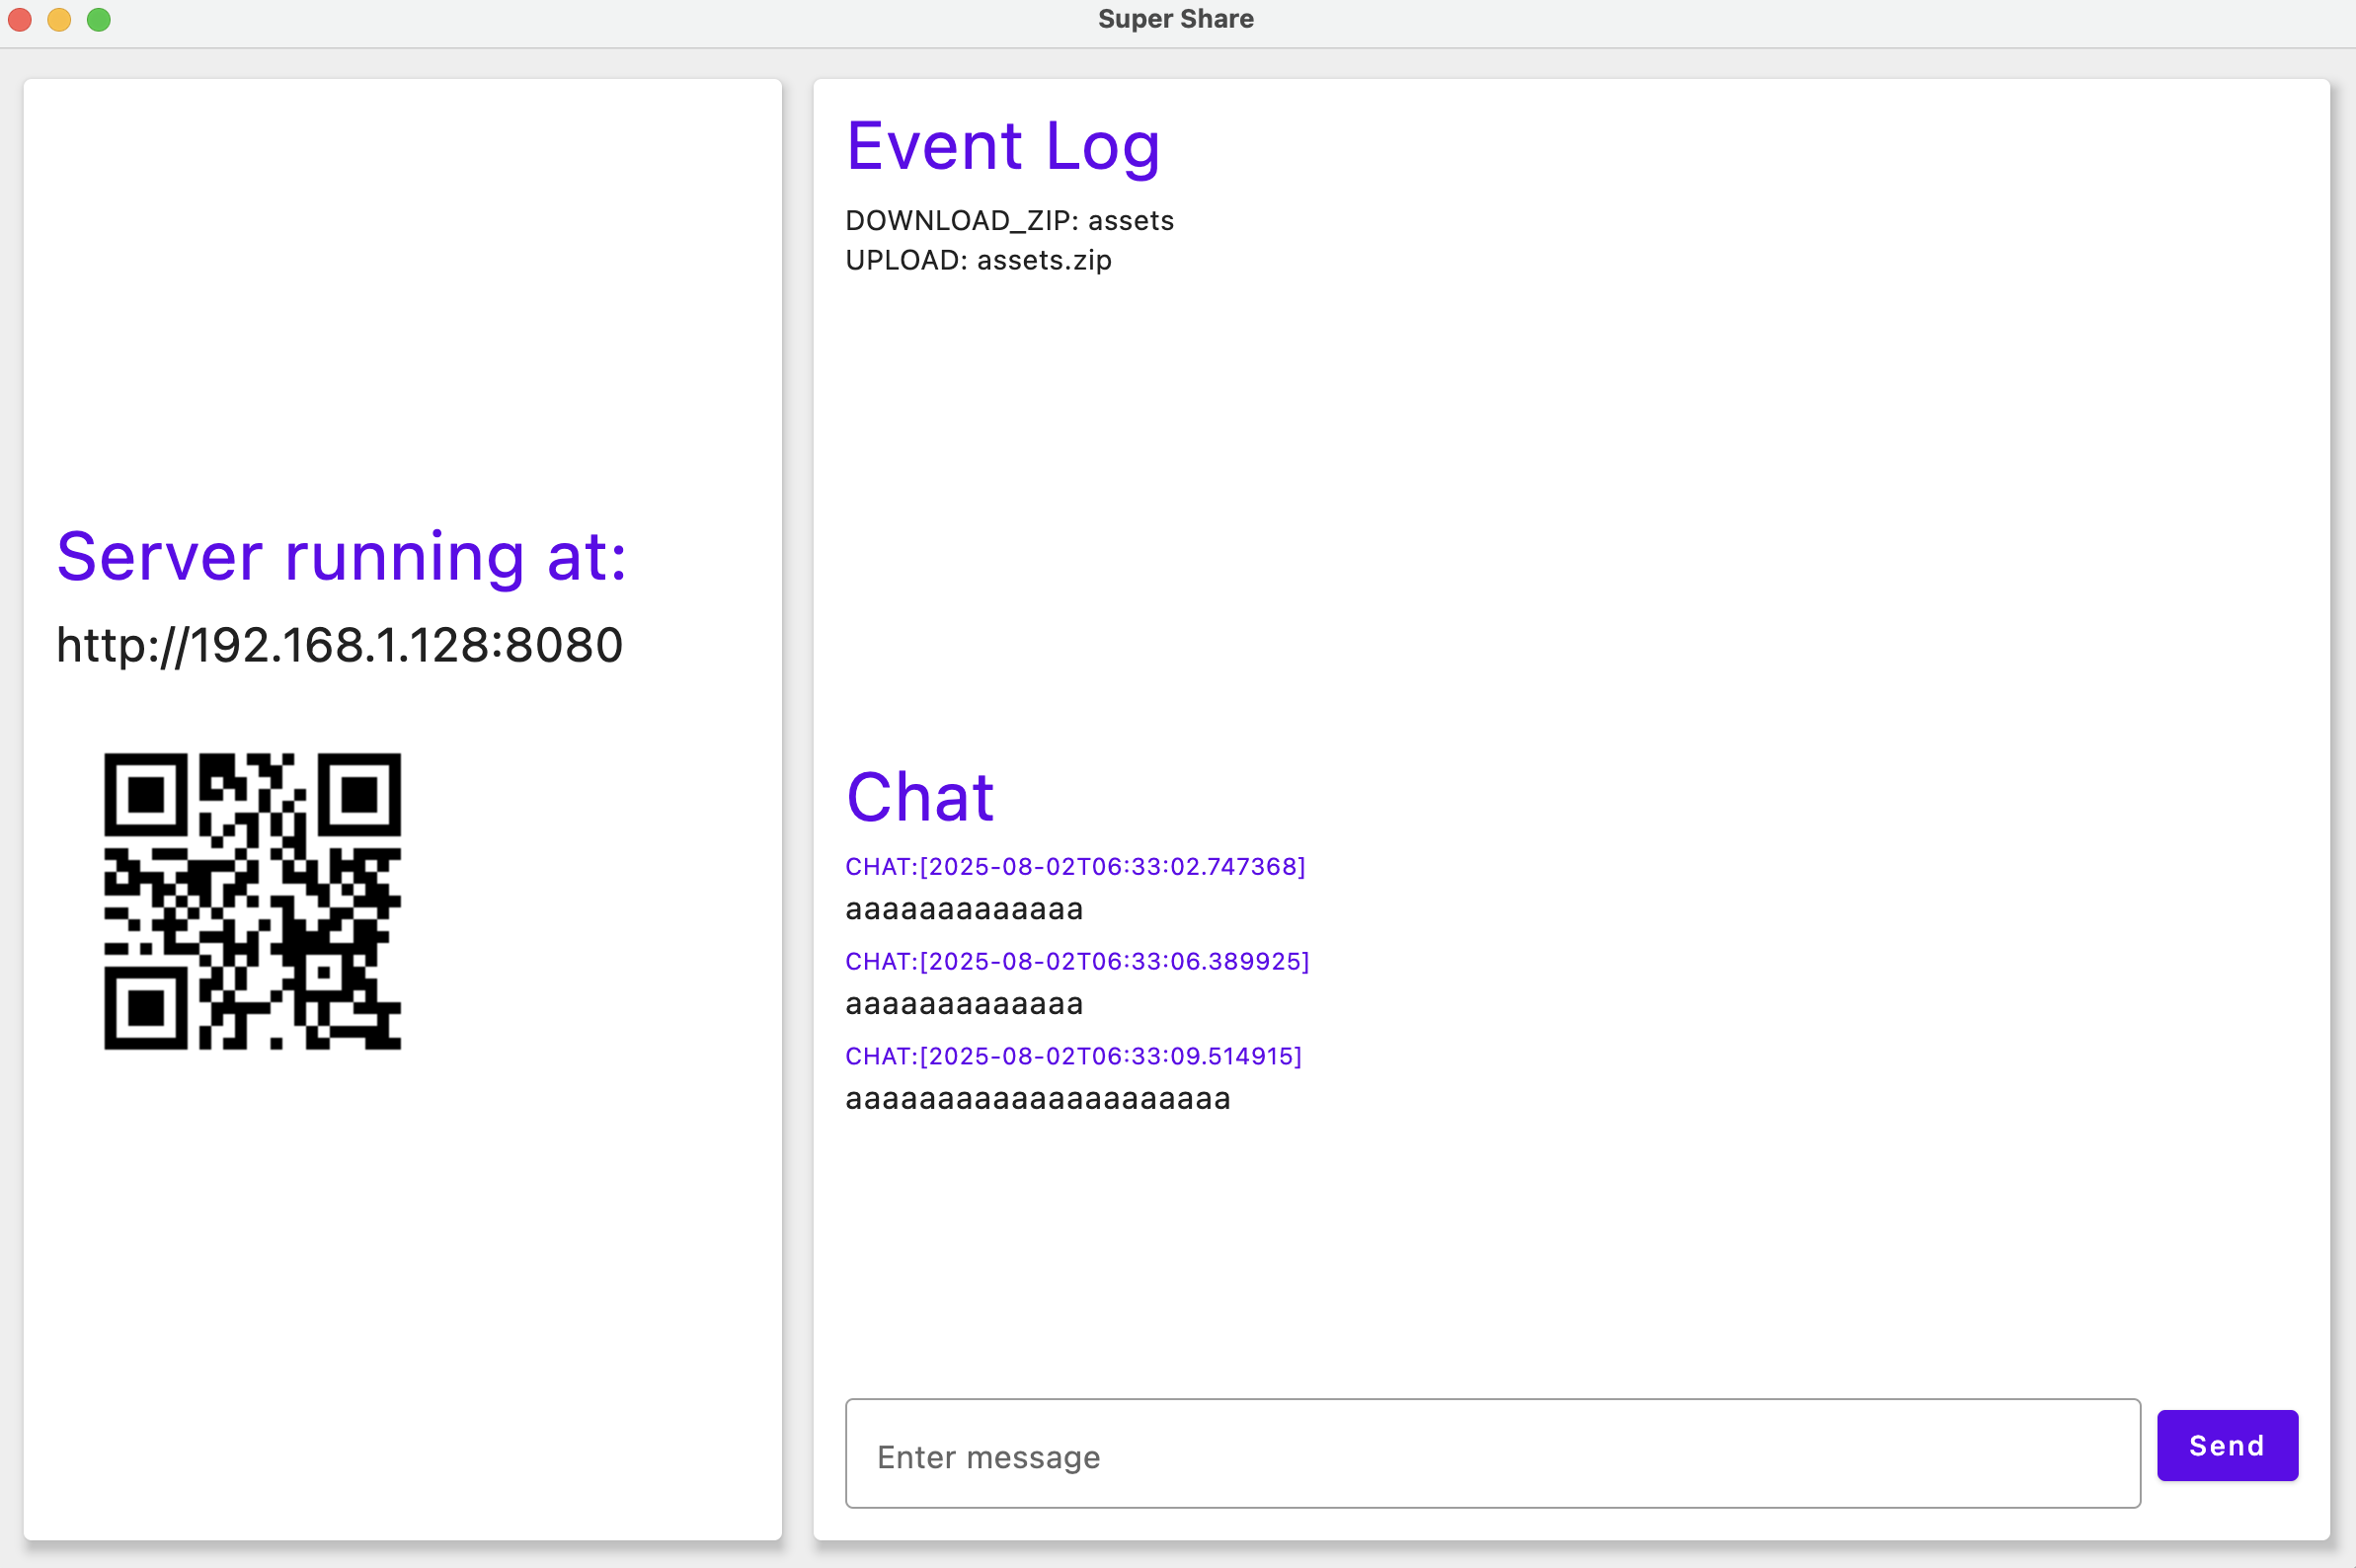 Super Share
Server running at:
http://192.168.1.128:8080
Event Log
DOWNLOAD_ZIP: assets
UPLOAD: assets.zip
Chat
CHAT:[2025-08-02T06:33:02.747368]
aaaaaaaaaaaaa
CHAT:[2025-08-02T06:33:06.389925]
aaaaaaaaaaaaa
CHAT:[2025-08-02T06:33:09.514915]
aaaaaaaaaaaaaaaaaaaaa
Enter message
Send